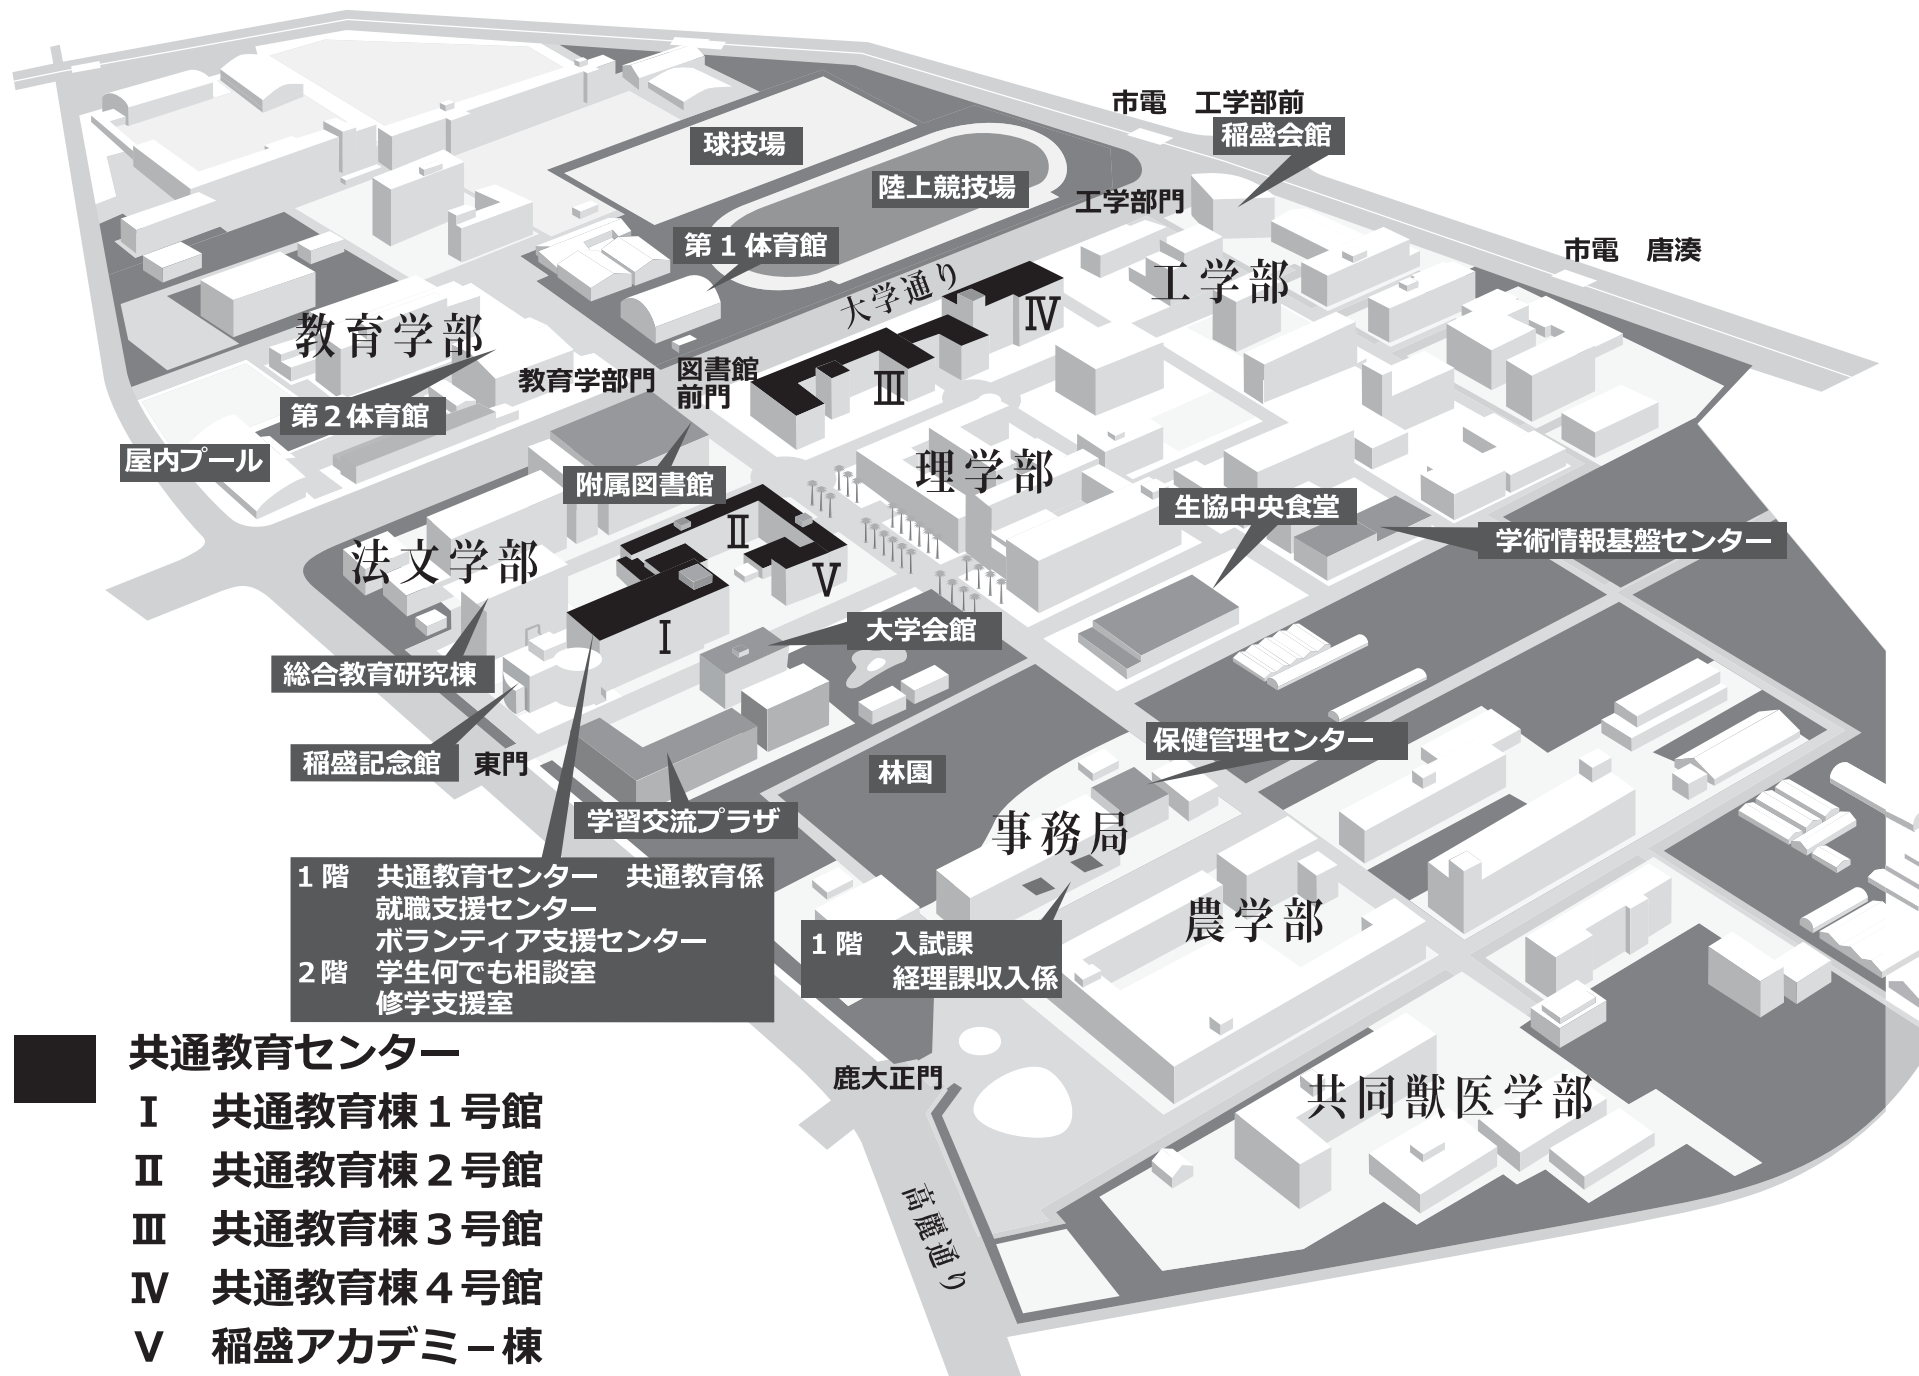 市電　工学部前
稲盛会館
球技場
陸上競技場
工学部門
第１体育館
市電　唐湊
大学通り
工学部
Ⅳ
教育学部
教育学部門
図書館
前門
Ⅲ
第２体育館
屋内プール
附属図書館
理学部
生協中央食堂
学術情報基盤センター
Ⅱ
法文学部
Ⅴ
Ⅰ
大学会館
総合教育研究棟
稲盛記念館
東門
保健管理センター
林園
学習交流プラザ
事務局
１階　共通教育センター　共通教育係
就職支援センター
ボランティア支援センター
２階　学生何でも相談室
修学支援室
１階　入試課
経理課収入係
農学部
鹿大正門
共同獣医学部
高麗通り
共通教育センター
Ⅰ　共通教育棟１号館
Ⅱ　共通教育棟２号館
Ⅲ　共通教育棟３号館
Ⅳ　共通教育棟４号館
Ⅴ　稲盛アカデミー棟